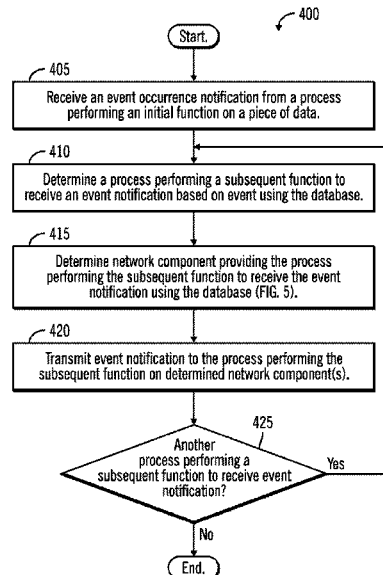 400
Start.
405
Receive an event occurrence notification from a process
performing an initial function on a piece of data.
410
Determine a process performing a subsequent function to
receive an event notification based on event using the database.
415
Determine network component providing the process
performing the subsequent function to receive the event
notification using the database (FIG. 5).
420
Transmit event notification to the process performing the
subsequent function on determined network component(s).
425
Another
process performing a
subsequent function to receive event
notification?
Yes
No
End.